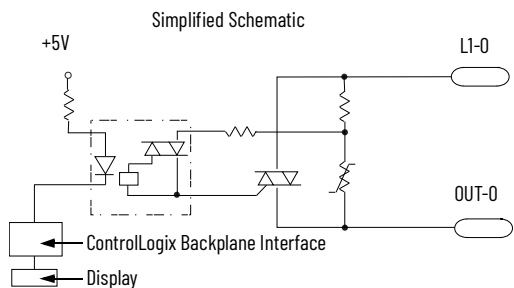 Simplified Schematic
+5V
L1-0
OUT-0
ControlLogix Backplane Interface
Display